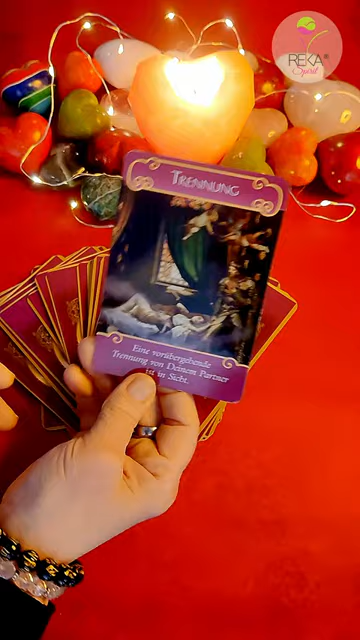 REKA®
Spirit
TRENNUNG
Eine vorübergehende
Trennung von Deinem Partner
ist in Sicht.